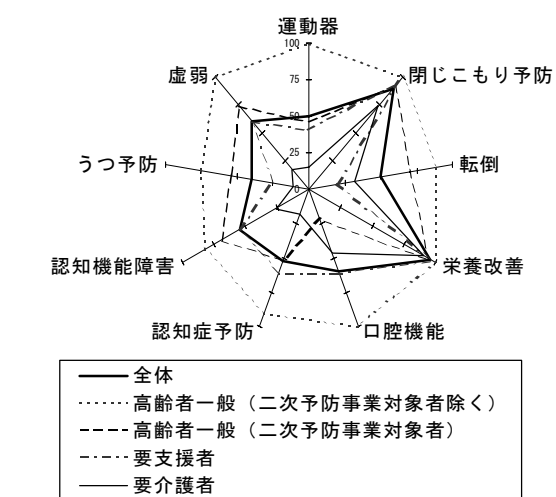 運動器
100
虚弱
閉じこもり予防
75
50
うつ予防
25
転倒
0
認知機能障害
栄養改善
認知症予防
口腔機能
全体
高齢者一般（二次予防事業対象者除く）
高齢者一般（二次予防事業対象者）
要支援者
要介護者